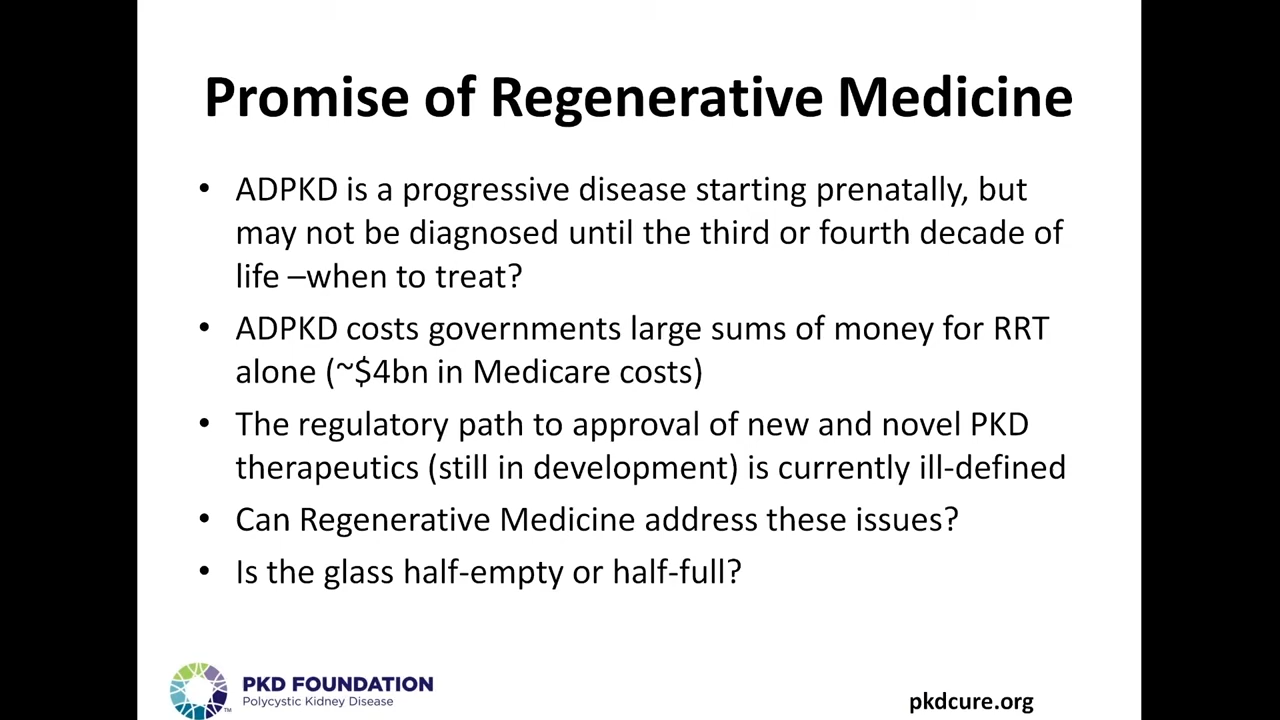 Promise of Regenerative Medicine
• ADPKD is a progressive disease starting prenatally, but
may not be diagnosed until the third or fourth decade of
life –when to treat?
• ADPKD costs governments large sums of money for RRT
alone (~$4bn in Medicare costs)
• The regulatory path to approval of new and novel PKD
therapeutics (still in development) is currently ill-defined
• Can Regenerative Medicine address these issues?
• Is the glass half-empty or half-full?
PKD FOUNDATION
Polycystic Kidney Disease
TM
pkdcure.org